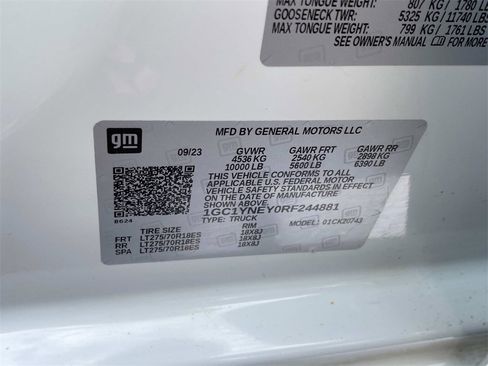 MAX TONGUE WEIGHT: 807 KG / 1780 LBS
GOOSENECK TWR: 5325 KG / 11740 LBS
MAX TONGUE WEIGHT: 799 KG / 1761 LBS
SEE OWNER'S MANUAL FOR MORE
gm
MFD BY GENERAL MOTORS LLC
09/23 GVWR GAWR FRT GAWR RR
4536 KG 2540 KG 2898 KG
10000 LB 5600 LB 6390 LB
THIS VEHICLE CONFORMS TO ALL
APPLICABLE U.S. FEDERAL MOTOR
VEHICLE SAFETY STANDARDS IN EFFECT
ON THE DATE OF MANUFACTURE
SHOWN ABOVE.
1GC1YNEY0RF244881
TYPE: TRUCK MODEL: 01CK20743
8624
TIRE SIZE RIM
FRT LT275/70R18ES 18X8J
RR LT275/70R18ES 18X8J
SPA LT275/70R18ES 18X8J